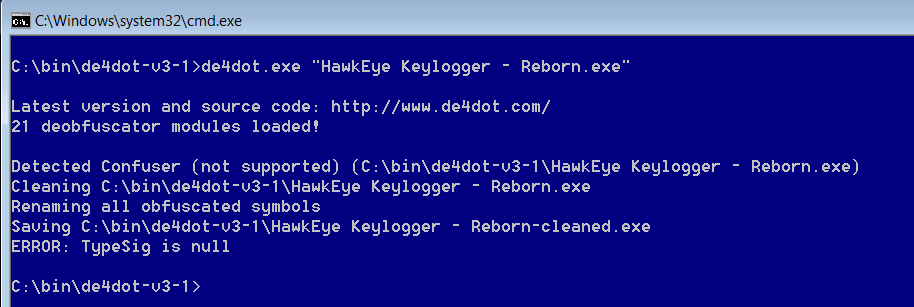 C:\Windows\system32\cmd.exe
C:\bin\de4dot-v3-1>de4dot.exe "HawkEye Keylogger - Reborn.exe"
Latest version and source code: http://www.de4dot.com/
21 deobfuscator modules loaded!
Detected Confuser (not supported) (C:\bin\de4dot-v3-1\HawkEye Keylogger - Reborn.exe)
Cleaning C:\bin\de4dot-v3-1\HawkEye Keylogger - Reborn.exe
Renaming all obfuscated symbols
Saving C:\bin\de4dot-v3-1\HawkEye Keylogger - Reborn-cleaned.exe
ERROR: TypeSig is null
C:\bin\de4dot-v3-1>